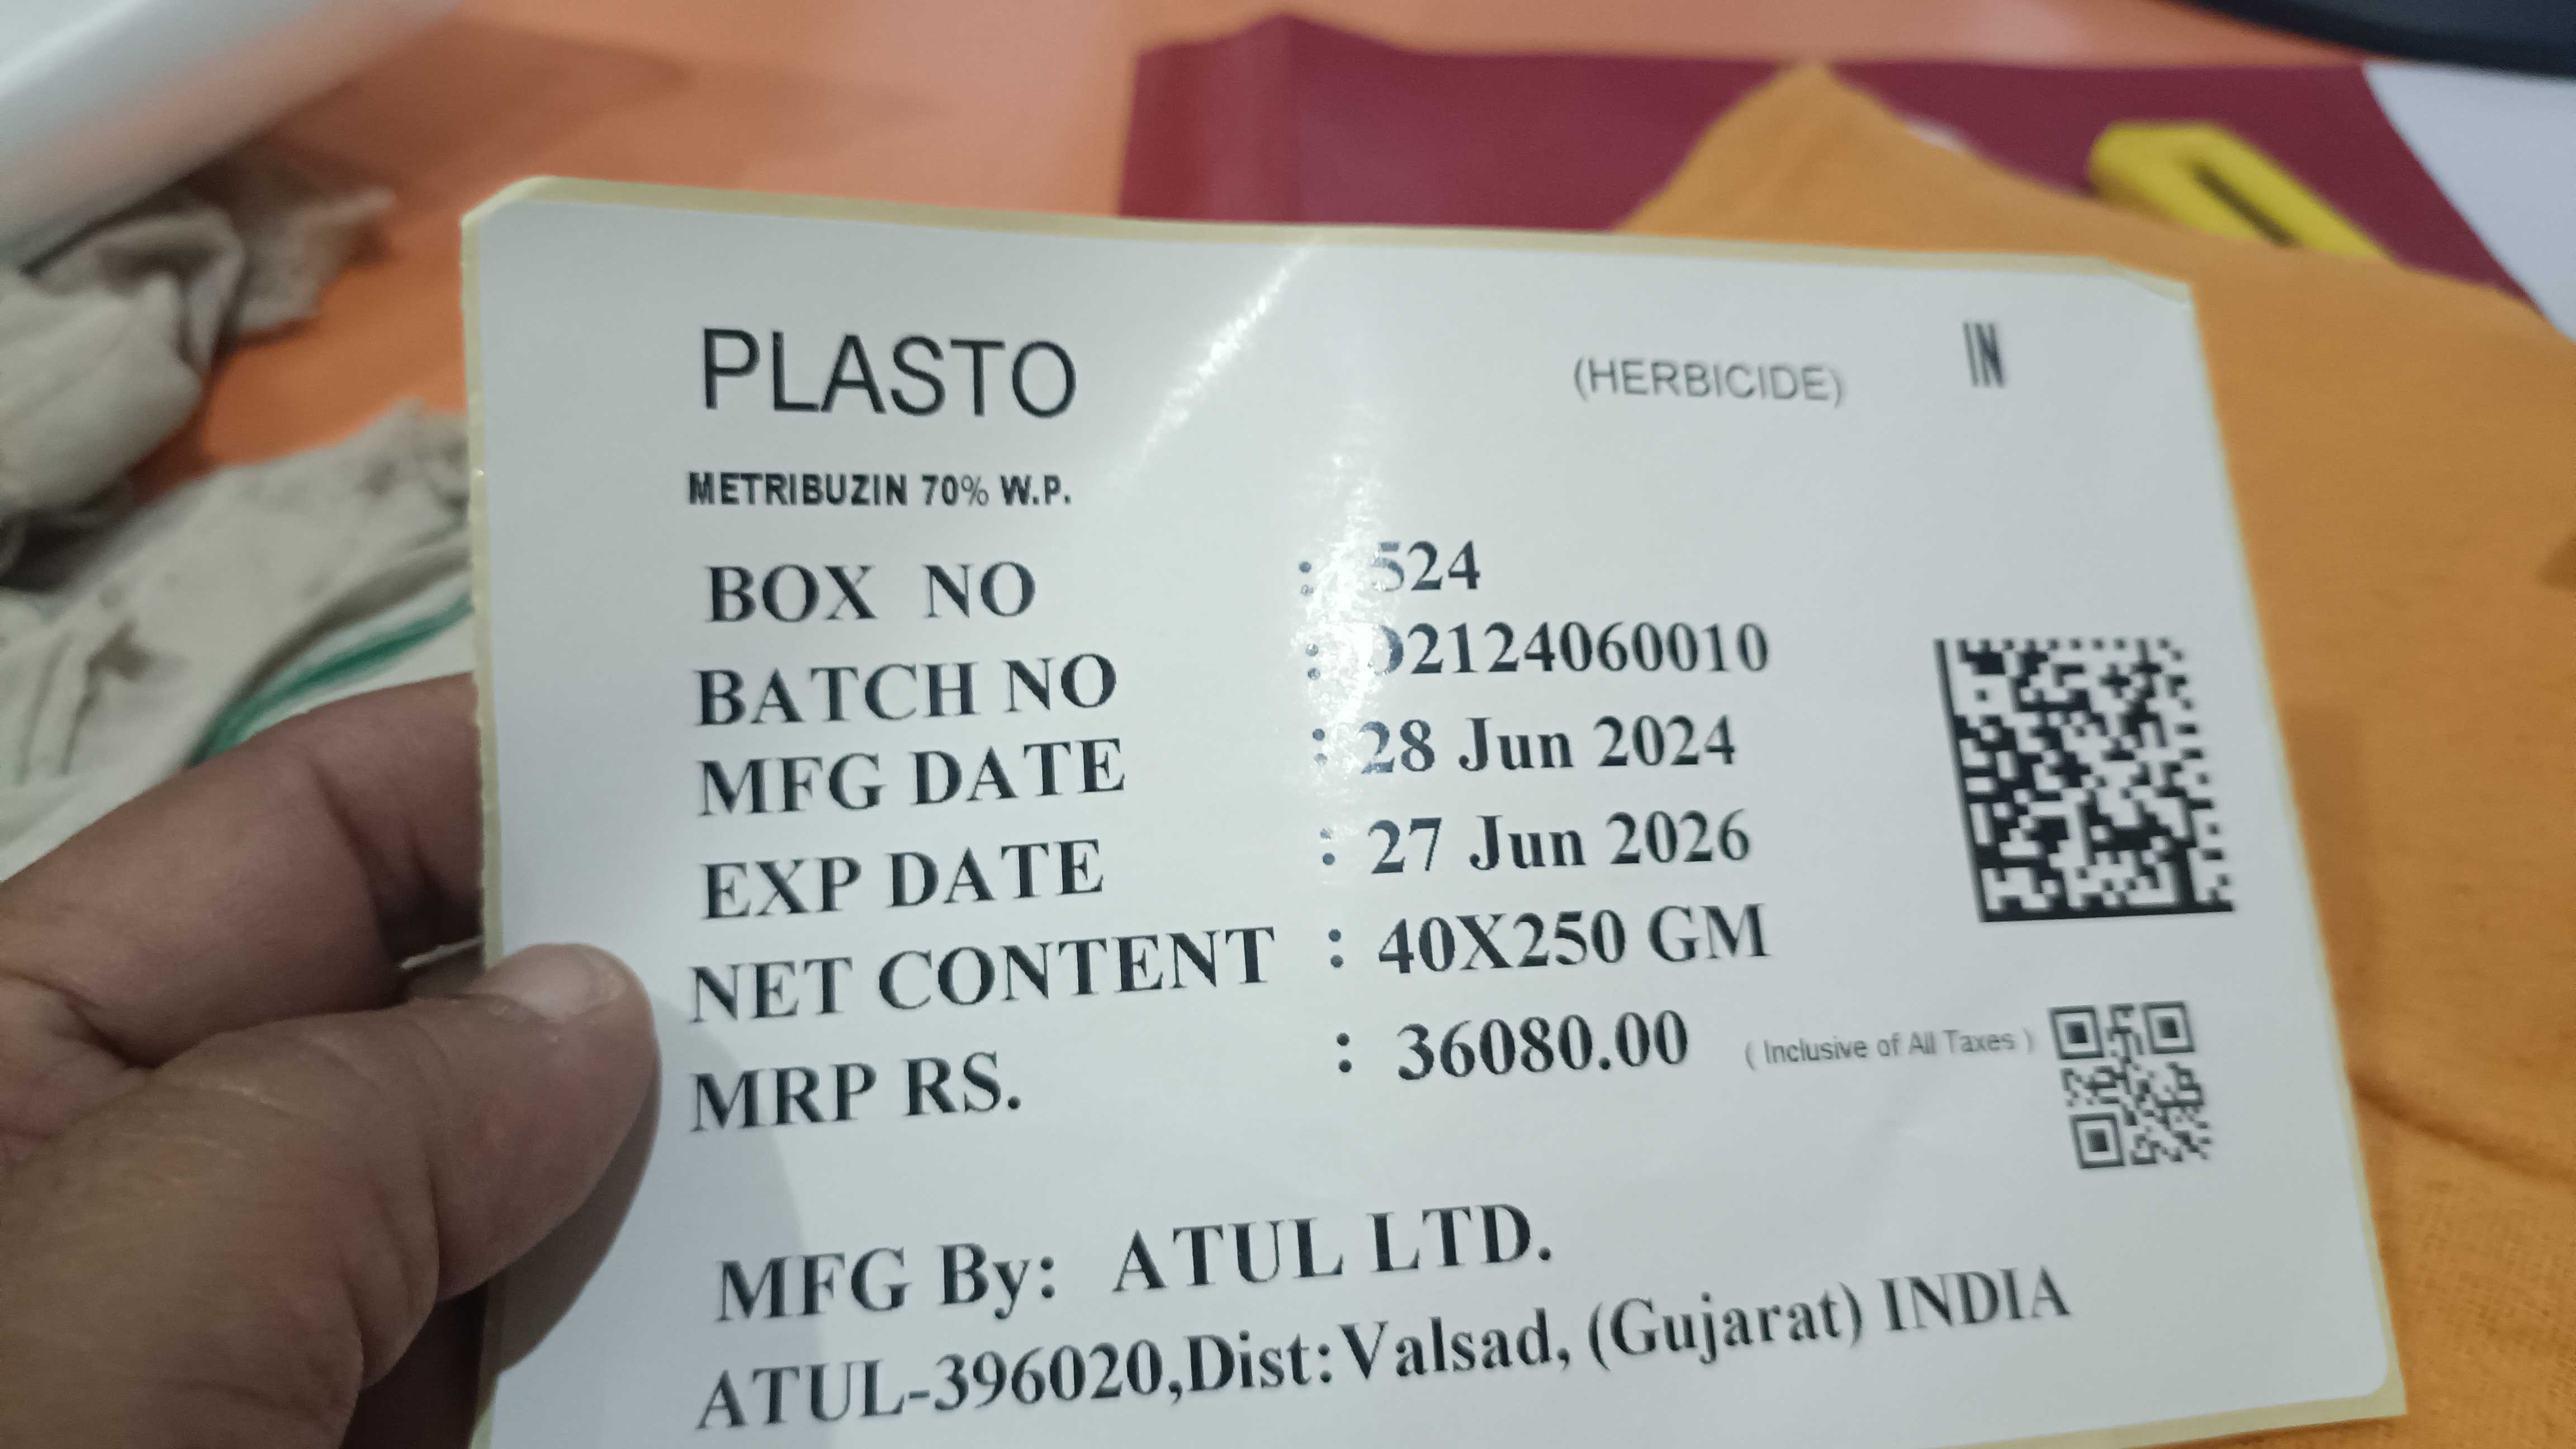 PLASTO (HERBICIDE) IN
METRIBUZIN 70% W.P.
BOX NO : 524
BATCH NO :
MFG DATE : 28 Jun 2024
EXP DATE : 27 Jun 2026
NET CONTENT : 40X250 GM
MRP RS. : 36080.00 ( Inclusive of All Taxes )
MFG By: ATUL LTD.
ATUL-396020,Dist:Valsad, (Gujarat) INDIA